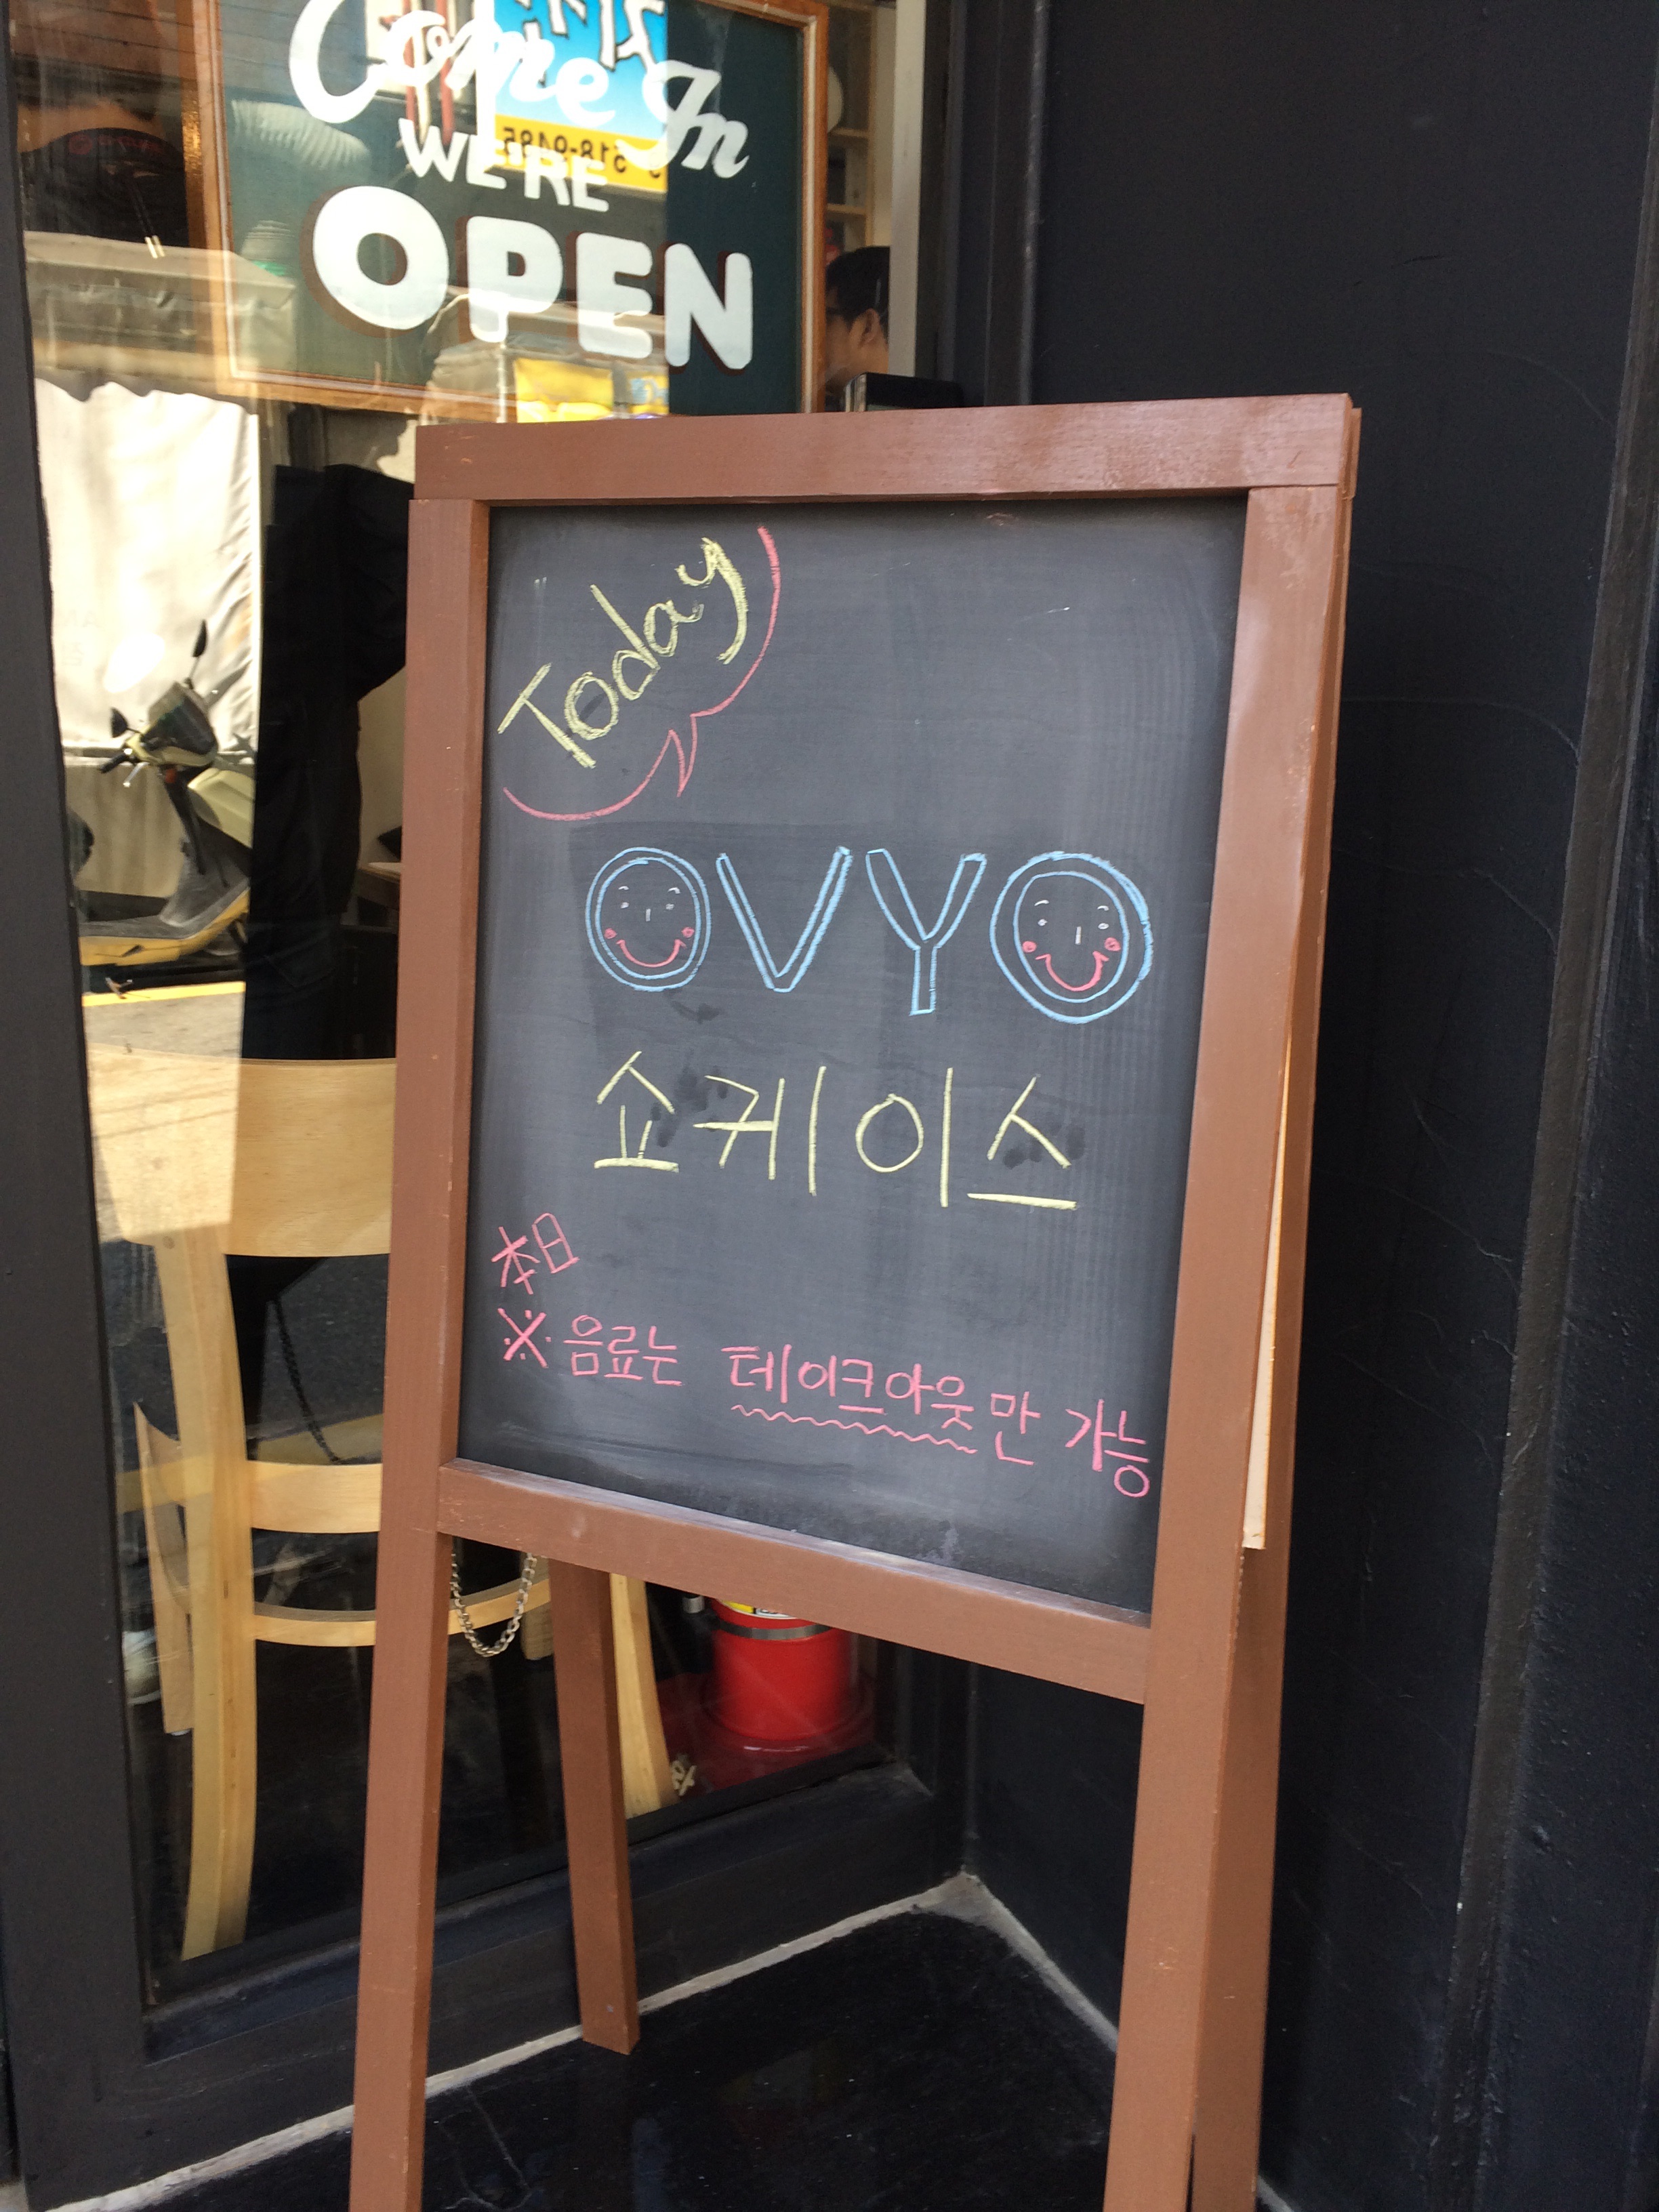 Come In
WE'RE
OPEN
Today
OVYO
쇼케이스
本日
※음료는 테이크아웃만 가능